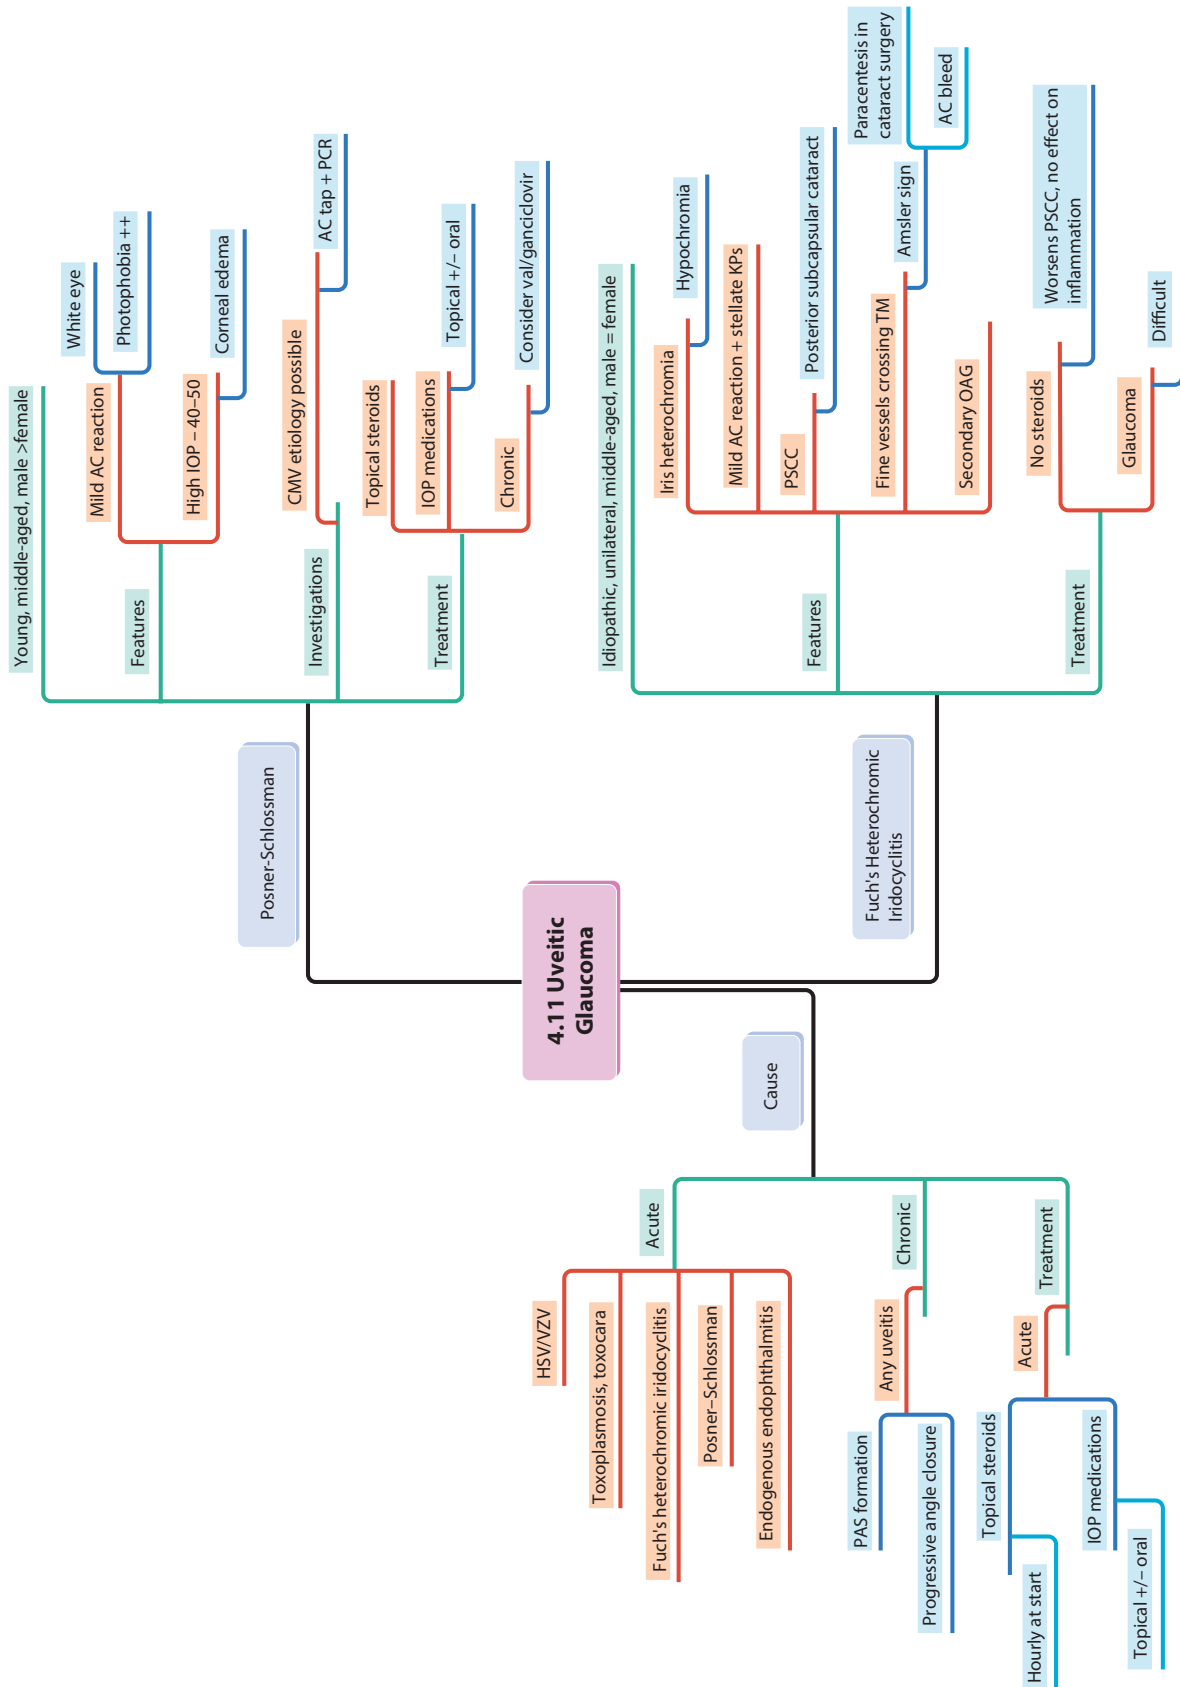 4.11 Uveitic
Glaucoma
Posner-Schlossman
Young, middle-aged, male >female
Features
Mild AC reaction
White eye
Photophobia ++
High IOP – 40–50
Corneal edema
Investigations
CMV etiology possible
AC tap + PCR
Treatment
Topical steroids
IOP medications
Topical +/– oral
Chronic
Consider val/ganciclovir
Fuch's Heterochromic
Iridocyclitis
Idiopathic, unilateral, middle-aged, male = female
Features
Iris heterochromia
Hypochromia
Mild AC reaction + stellate KPs
PSCC
Posterior subcapsular cataract
Fine vessels crossing TM
Amsler sign
Paracentesis in
cataract surgery
AC bleed
Secondary OAG
Treatment
No steroids
Worsens PSCC, no effect on
inflammation
Glaucoma
Difficult
Cause
Acute
HSV/VZV
Toxoplasmosis, toxocara
Fuch's heterochromic iridocyclitis
Posner–Schlossman
Endogenous endophthalmitis
Chronic
Any uveitis
PAS formation
Progressive angle closure
Treatment
Acute
Topical steroids
Hourly at start
IOP medications
Topical +/– oral